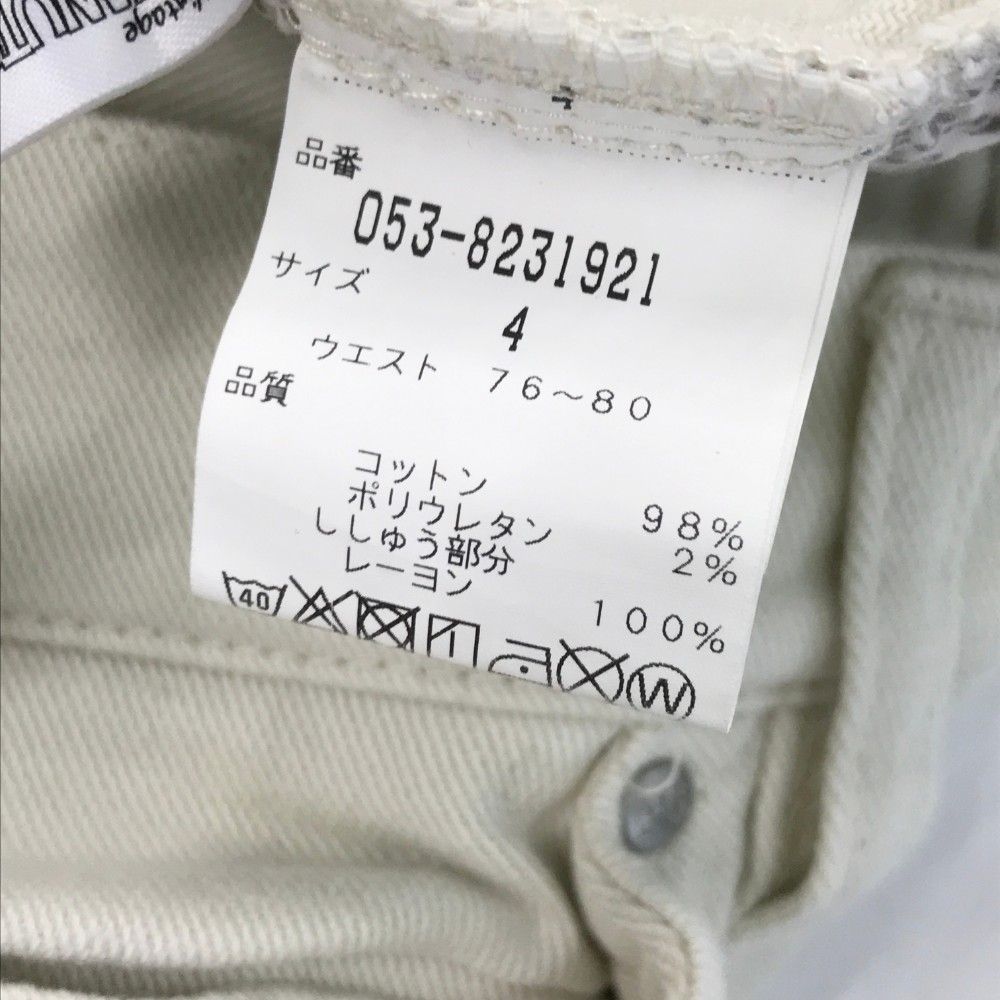 Vintage
4
品番
053-8231921
サイズ
4
ウエスト 76~80
品質
コットン 98%
ポリウレタン 2%
ししゅう部分
レーヨン 100%
40
W